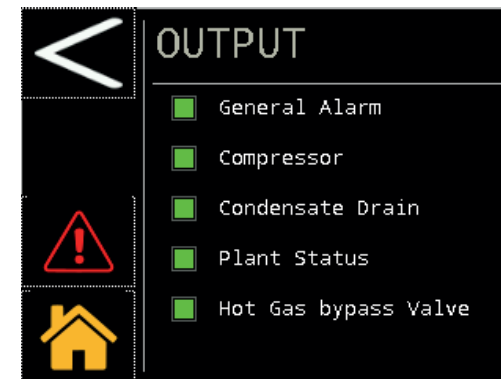 OUTPUT
General Alarm
Compressor
Condensate Drain
Plant Status
Hot Gas bypass Valve